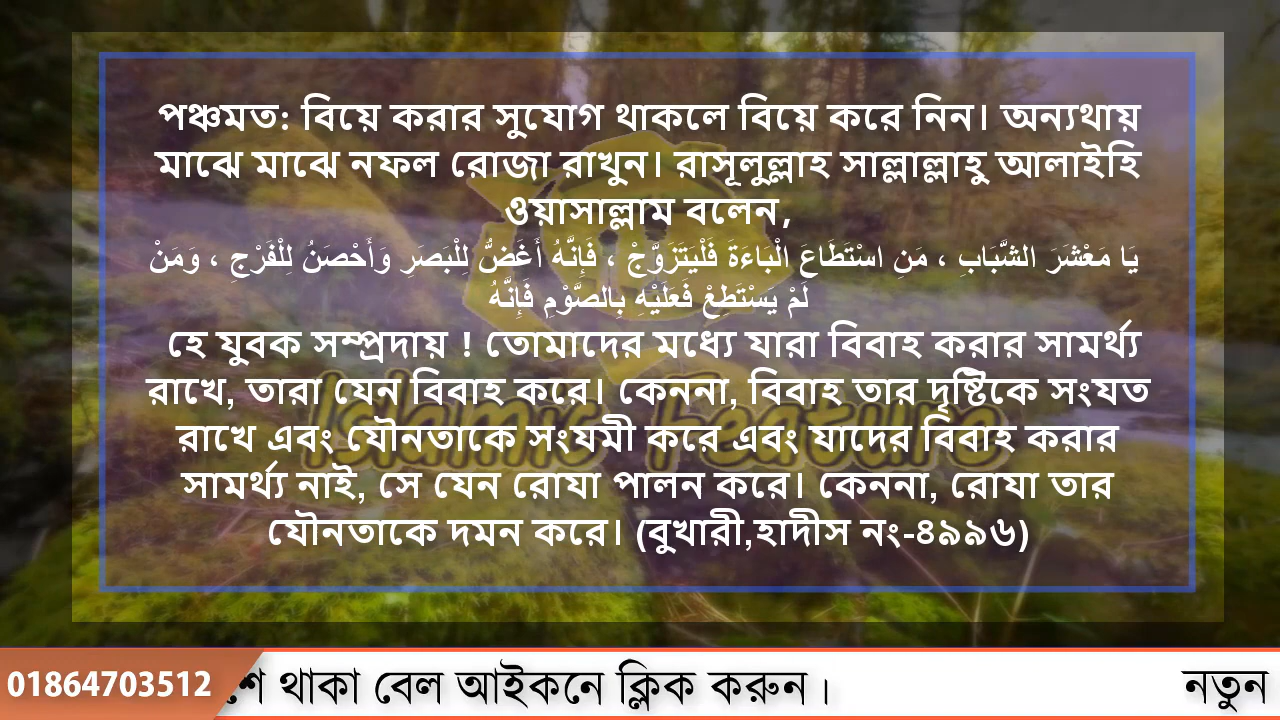 পঞ্চমত: বিয়ে করার সুযোগ থাকলে বিয়ে করে নিন। অন্যথায়
মাঝে মাঝে নফল রোজা রাখুন। রাসূলুল্লাহ সাল্লাল্লাহু আলাইহি
ওয়াসাল্লাম বলেন,
يَا مَعْشَرَ الشَّبَابِ ، مَنِ اسْتَطَاعَ الْبَاءَةَ فَلْيَتَزَوَّجْ ، فَإِنَّهُ أَغَضُّ لِلْبَصَرِ وَأَحْصَنُ لِلْفَرْجِ ، وَمَنْ
لَمْ يَسْتَطِعْ فَعَلَيْهِ بِالصَّوْمِ فَإِنَّهُ
হে যুবক সম্প্রদায় ! তোমাদের মধ্যে যারা বিবাহ করার সামর্থ্য
রাখে, তারা যেন বিবাহ করে। কেননা, বিবাহ তার দৃষ্টিকে সংযত
রাখে এবং যৌনতাকে সংযমী করে এবং যাদের বিবাহ করার
সামর্থ্য নাই, সে যেন রোযা পালন করে। কেননা, রোযা তার
যৌনতাকে দমন করে। (বুখারী,হাদীস নং-৪৯৯৬)
Islamic Feature
01864703512 থাকা বেল আইকনে ক্লিক করুন। নতুন